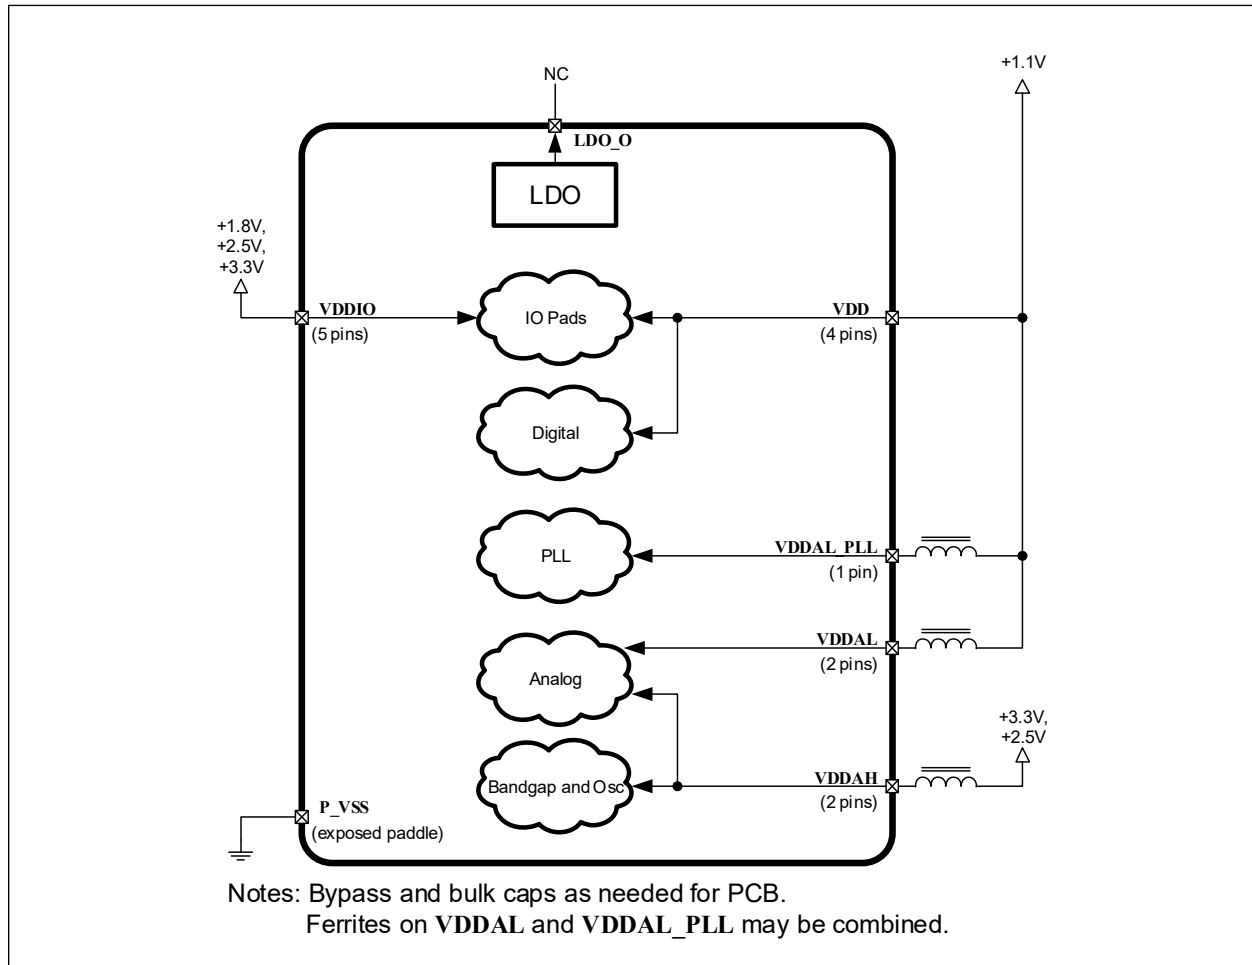 NC
+1.1V
LDO_O
LDO
+1.8V,
+2.5V,
+3.3V
VDDIO
(5 pins)
IO Pads
VDD
(4 pins)
Digital
PLL
VDDAL_PLL
(1 pin)
VDDAL
(2 pins)
Analog
+3.3V,
+2.5V
Bandgap and Osc
VDDAH
(2 pins)
P_VSS
(exposed paddle)
Notes: Bypass and bulk caps as needed for PCB.
Ferrites on VDDAL and VDDAL_PLL may be combined.